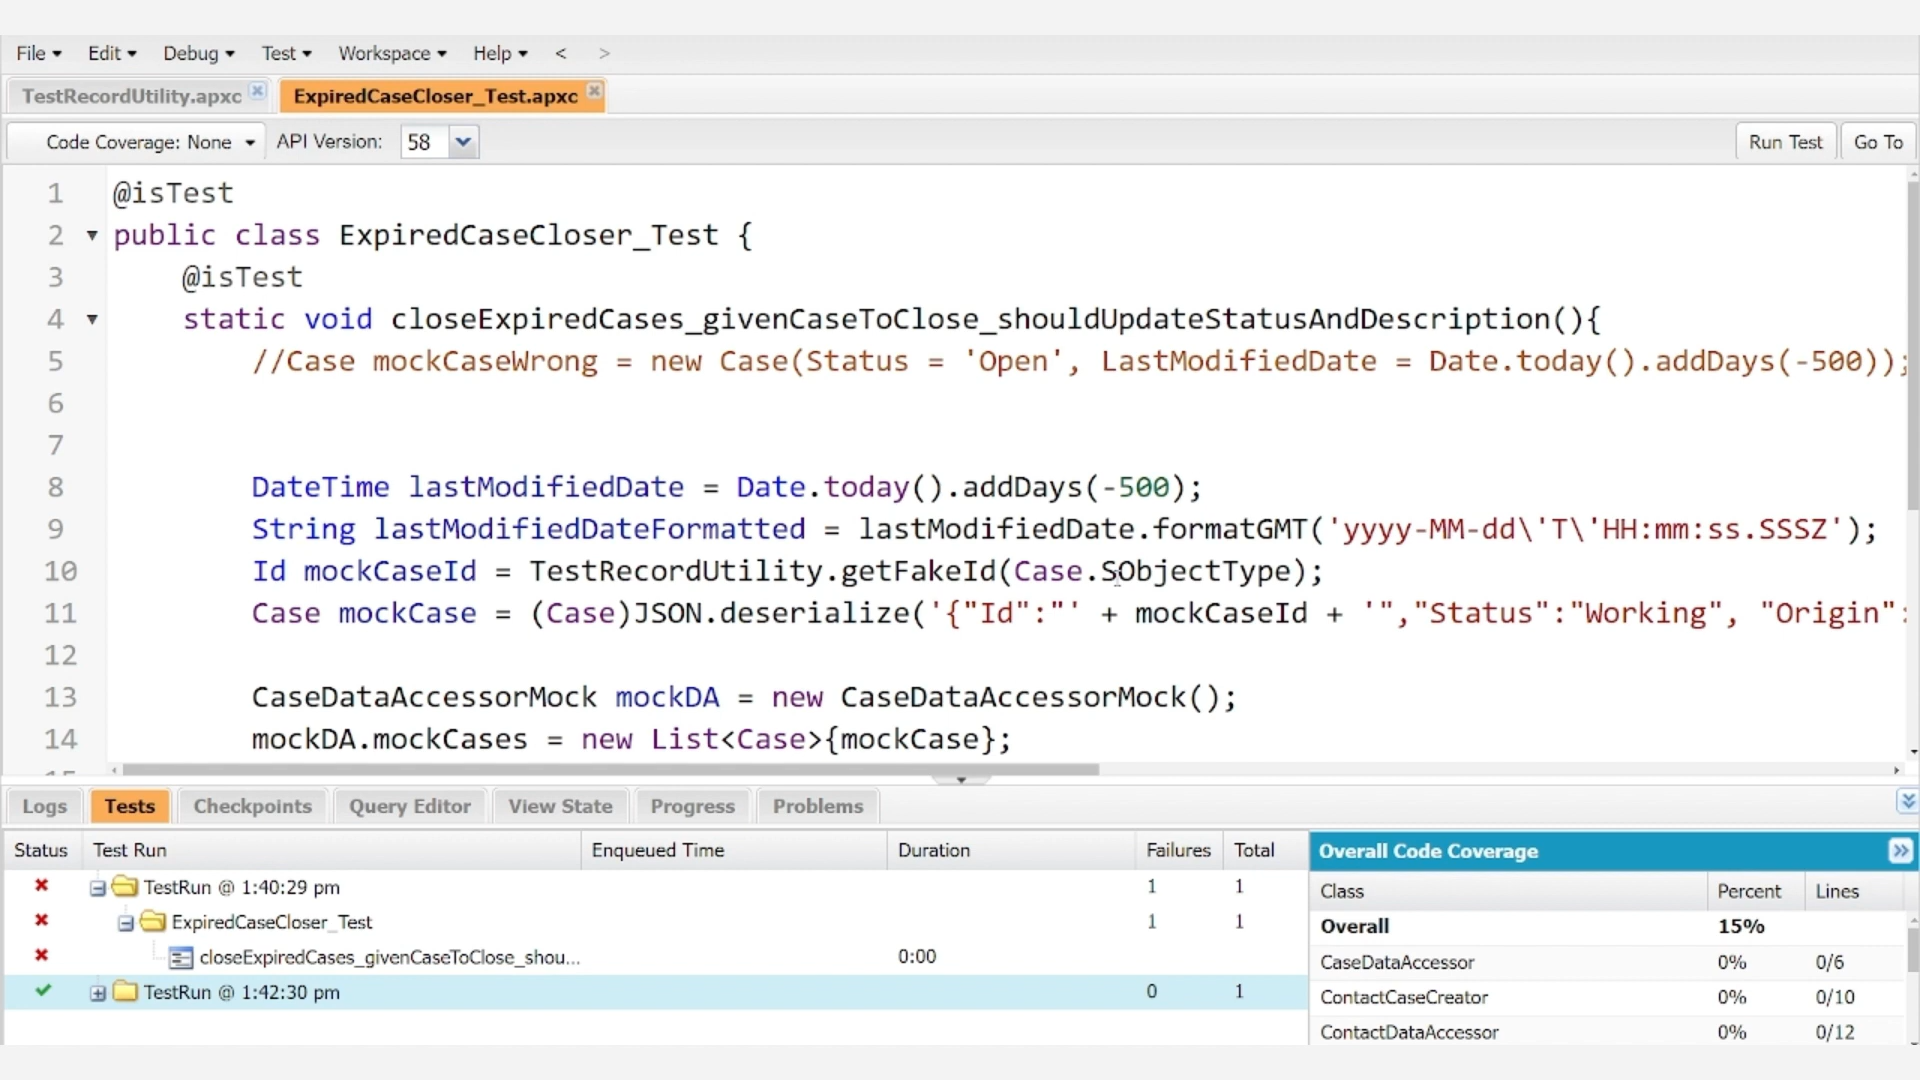 File Edit Debug Test Workspace Help < >
TestRecordUtility.apxc ExpiredCaseCloser_Test.apxc
Code Coverage: None API Version: 58 Run Test Go To
1 @isTest
2 public class ExpiredCaseCloser_Test {
3 @isTest
4 static void closeExpiredCases_givenCaseToClose_shouldUpdateStatusAndDescription(){
5 //Case mockCaseWrong = new Case(Status = 'Open', LastModifiedDate = Date.today().addDays(-500));
6
7
8 DateTime lastModifiedDate = Date.today().addDays(-500);
9 String lastModifiedDateFormatted = lastModifiedDate.formatGMT('yyyy-MM-dd\'T\'HH:mm:ss.SSSZ');
10 Id mockCaseId = TestRecordUtility.getFakeId(Case.SObjectType);
11 Case mockCase = (Case)JSON.deserialize('{"Id":"' + mockCaseId + '","Status":"Working", "Origin":
12
13 CaseDataAccessorMock mockDA = new CaseDataAccessorMock();
14 mockDA.mockCases = new List<Case>{mockCase};
Logs Tests Checkpoints Query Editor View State Progress Problems
Status Test Run Enqueued Time Duration Failures Total
TestRun @ 1:40:29 pm 1 1
ExpiredCaseCloser_Test 1 1
closeExpiredCases_givenCaseToClose_shou... 0:00
TestRun @ 1:42:30 pm 0 1
Overall Code Coverage
Class Percent Lines
Overall 15%
CaseDataAccessor 0% 0/6
ContactCaseCreator 0% 0/10
ContactDataAccessor 0% 0/12